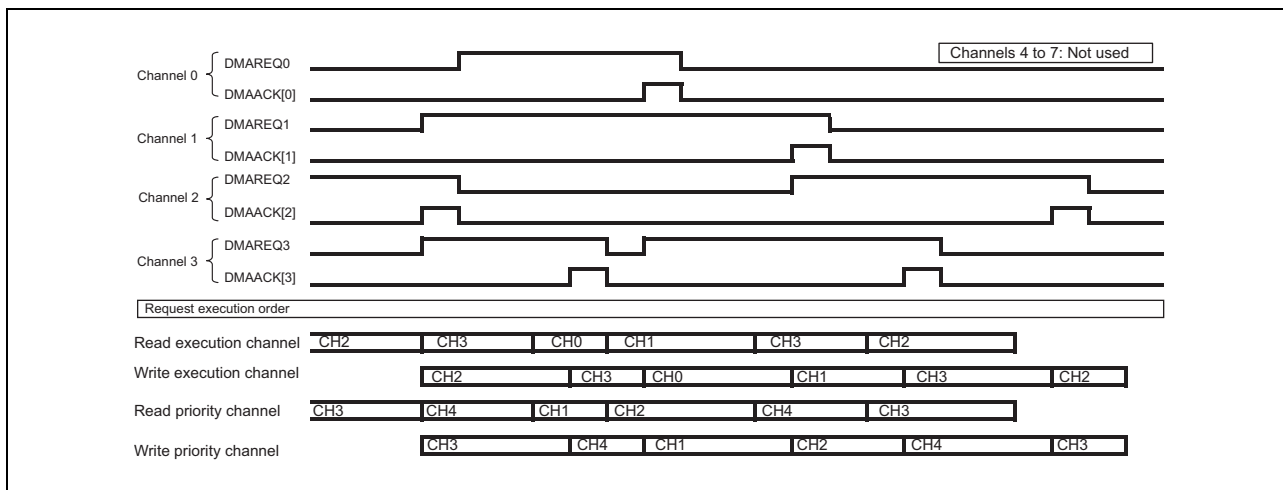 Channels 4 to 7: Not used
Channel 0
DMAREQ0
DMAACK[0]
Channel 1
DMAREQ1
DMAACK[1]
Channel 2
DMAREQ2
DMAACK[2]
Channel 3
DMAREQ3
DMAACK[3]
Request execution order
Read execution channel CH2 CH3 CH0 CH1 CH3 CH2
Write execution channel CH2 CH3 CH0 CH1 CH3 CH2
Read priority channel CH3 CH4 CH1 CH2 CH4 CH3
Write priority channel CH3 CH4 CH1 CH2 CH4 CH3